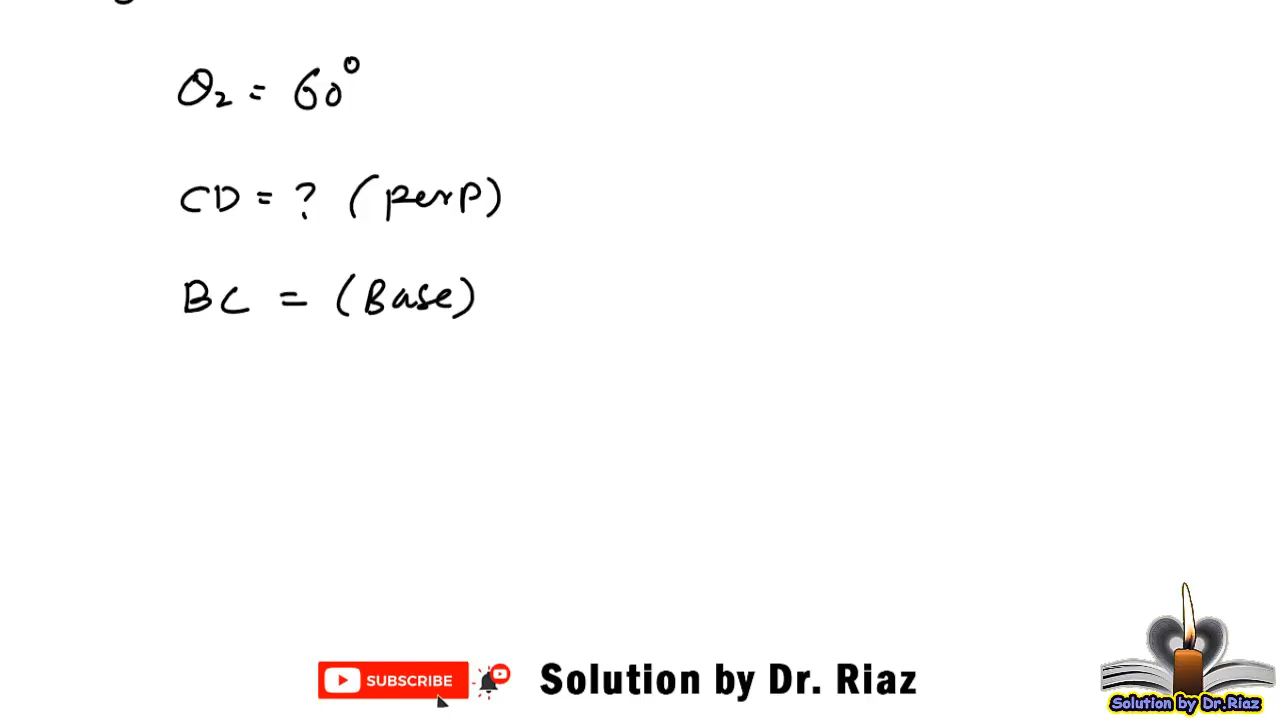 θ₂ = 60°
CD = ? (perp)
BC = (Base)
SUBSCRIBE
Solution by Dr. Riaz
Solution by Dr.Riaz